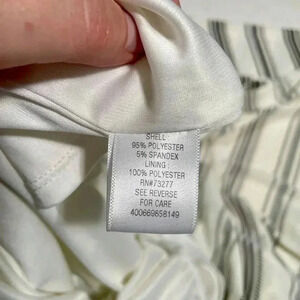 SHELL:
95% POLYESTER
5% SPANDEX
LINING:
100% POLYESTER
RN#73277
SEE REVERSE
FOR CARE
400669658149